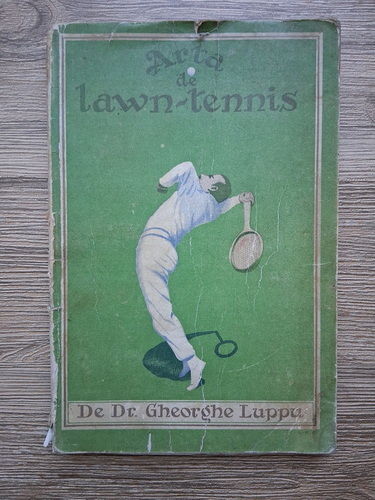 Arta
de
lawn-tennis
De Dr. Gheorghe Luppu